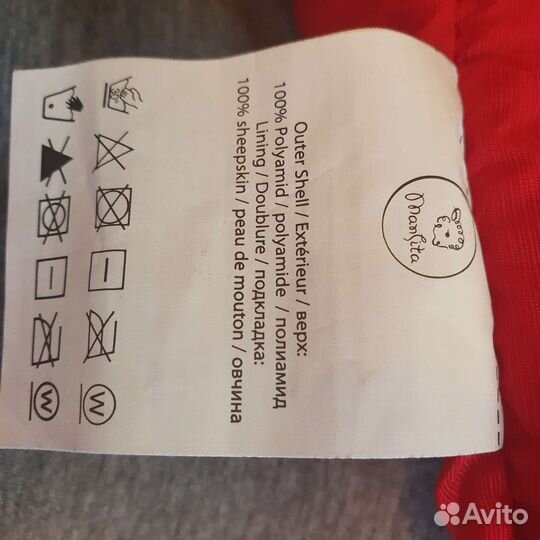 Mansita
Outer Shell / Extérieur / верх:
100% Polyamid / polyamide / полиамид
Lining / Doublure / подкладка:
100% sheepskin / peau de mouton / овчина
30°
W
W
Avito